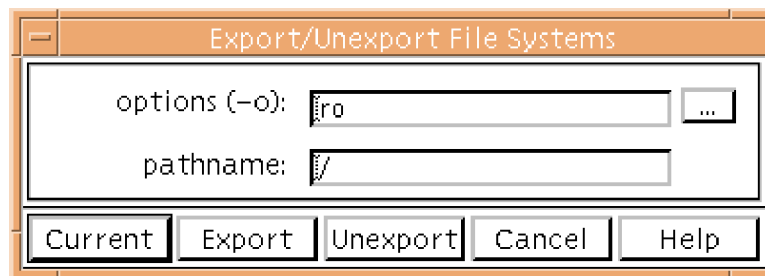 Export/Unexport File Systems
options (-o): ro ...
pathname: /
Current Export Unexport Cancel Help